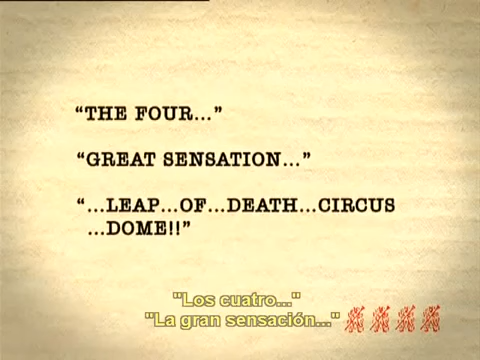 “THE FOUR...”
“GREAT SENSATION...”
“...LEAP...OF...DEATH...CIRCUS
...DOME!!”
"Los cuatro..."
"La gran sensación..."